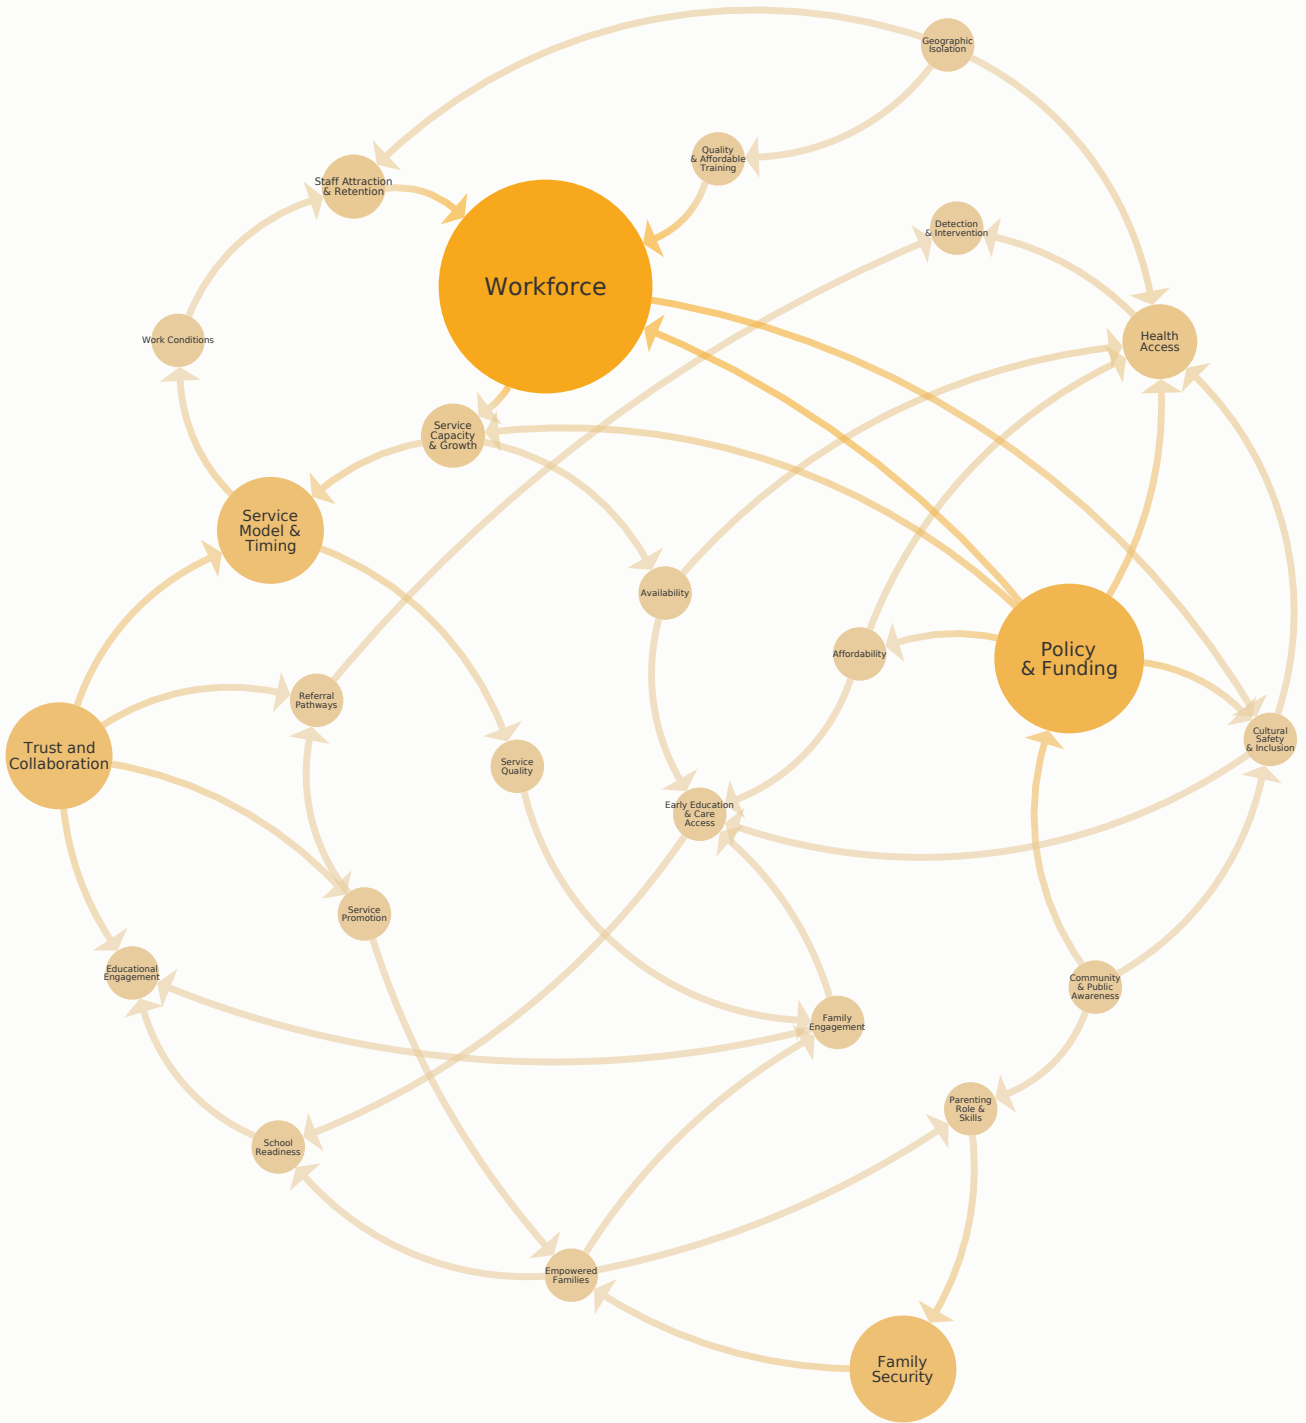 Geographic
Isolation
Quality
& Affordable
Training
Staff Attraction
& Retention
Detection
& Intervention
Workforce
Work Conditions
Health
Access
Service
Capacity
& Growth
Service
Model &
Timing
Availability
Affordability
Policy
& Funding
Referral
Pathways
Trust and
Collaboration
Cultural
Safety
& Inclusion
Service
Quality
Early Education
& Care
Access
Service
Promotion
Educational
Engagement
Community
& Public
Awareness
Family
Engagement
Parenting
Role &
Skills
School
Readiness
Empowered
Families
Family
Security